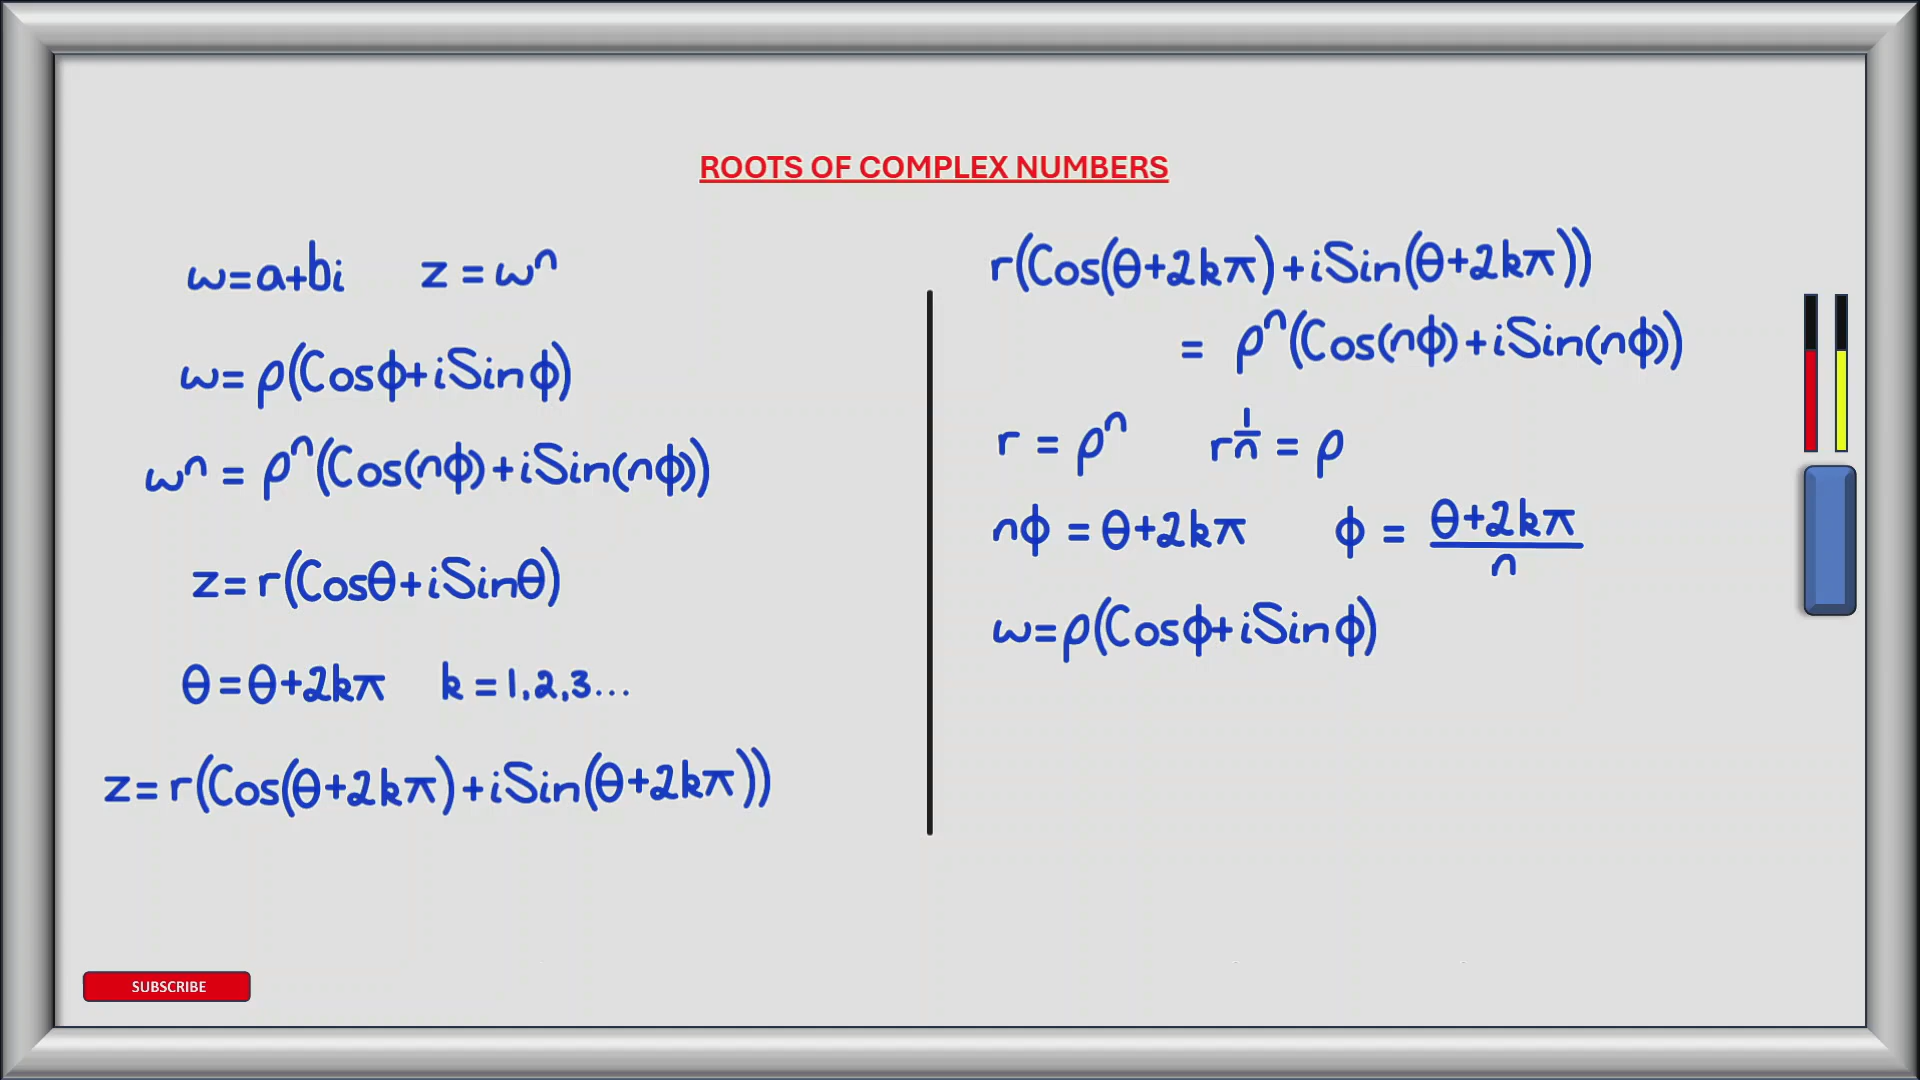 ROOTS OF COMPLEX NUMBERS
w=a+bi z = wⁿ
w= ρ(Cosϕ+iSinϕ)
wⁿ = ρⁿ(Cos(nϕ)+iSin(nϕ))
z=r(Cosθ+iSinθ)
θ=θ+2kπ k=1,2,3...
z=r(Cos(θ+2kπ)+iSin(θ+2kπ))
r(Cos(θ+2kπ)+iSin(θ+2kπ))
= ρⁿ(Cos(nϕ)+iSin(nϕ))
r = ρⁿ r^(1/n) = ρ
nϕ = θ+2kπ ϕ = (θ+2kπ)/n
w=ρ(Cosϕ+iSinϕ)
SUBSCRIBE